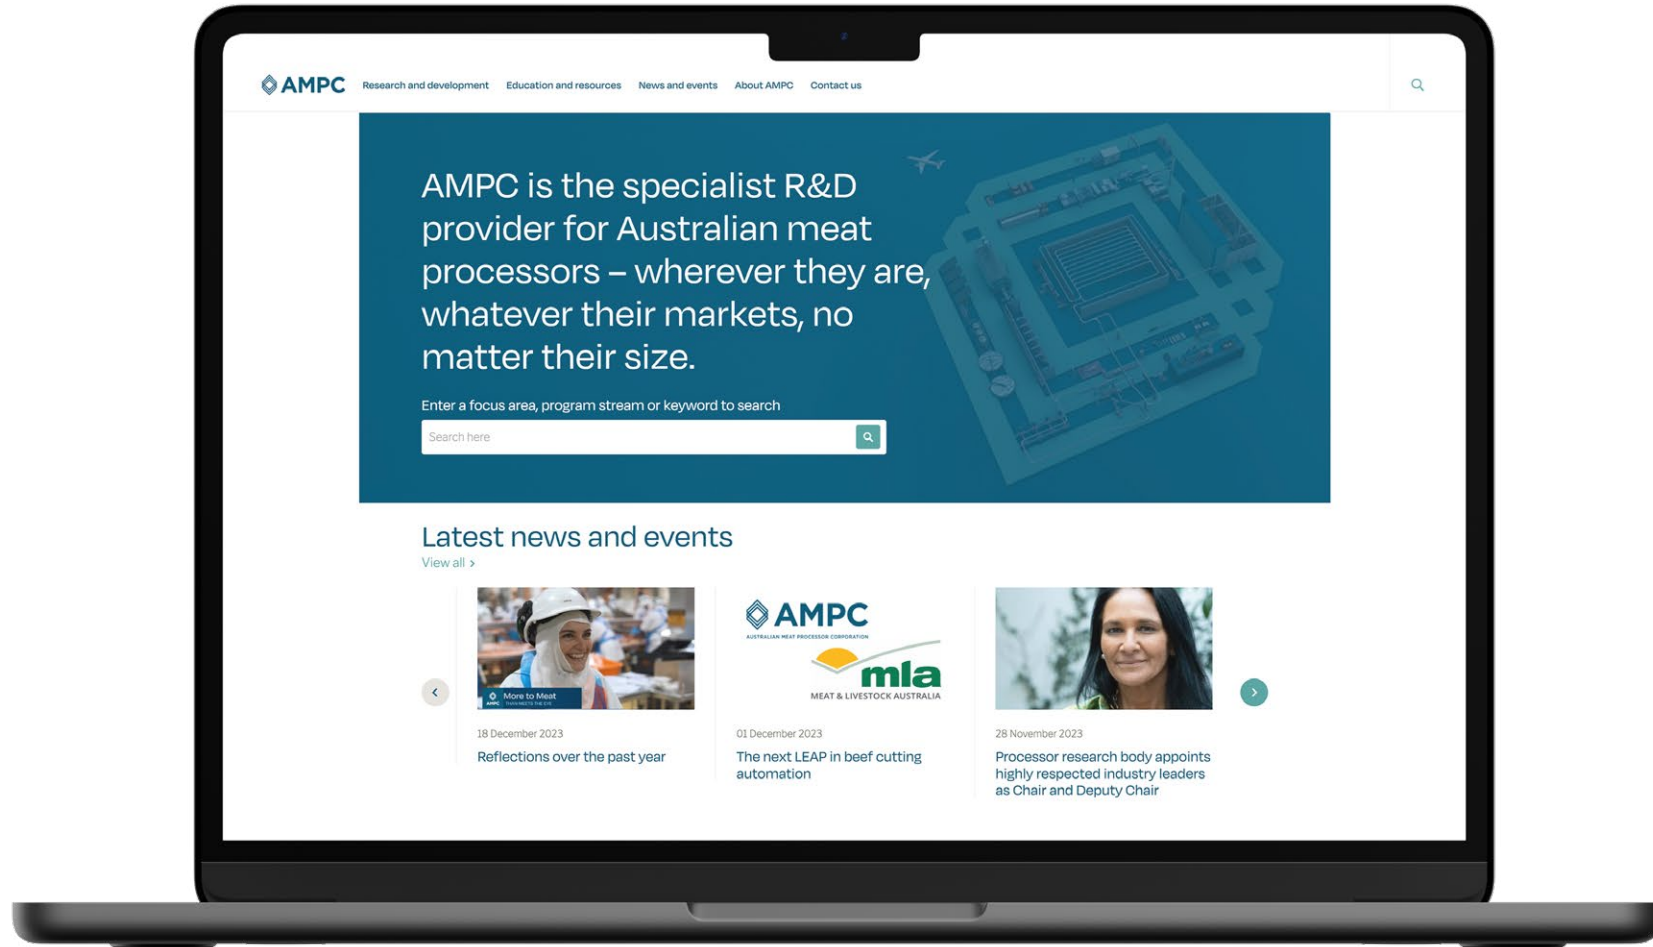 AMPC
Research and development
Education and resources
News and events
About AMPC
Contact us
AMPC is the specialist R&D
provider for Australian meat
processors – wherever they are,
whatever their markets, no
matter their size.
Enter a focus area, program stream or keyword to search
Search here
Latest news and events
View all >
More to Meat
AMPC
THAN MEETS THE EYE
18 December 2023
Reflections over the past year
AMPC
AUSTRALIAN MEAT PROCESSOR CORPORATION
mla
MEAT & LIVESTOCK AUSTRALIA
01 December 2023
The next LEAP in beef cutting
automation
28 November 2023
Processor research body appoints
highly respected industry leaders
as Chair and Deputy Chair